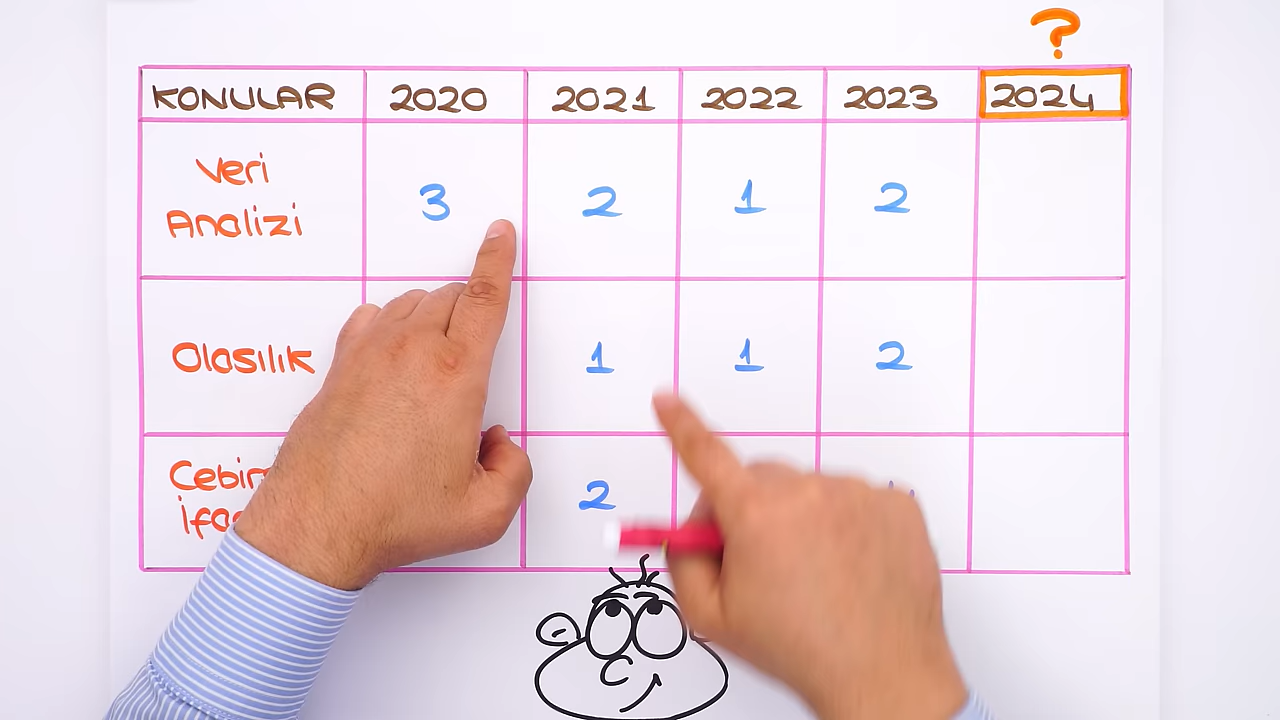 ?
KONULAR 2020 2021 2022 2023 2024
Veri
Analizi
3 2 1 2
Olasılık
1 1 2
2